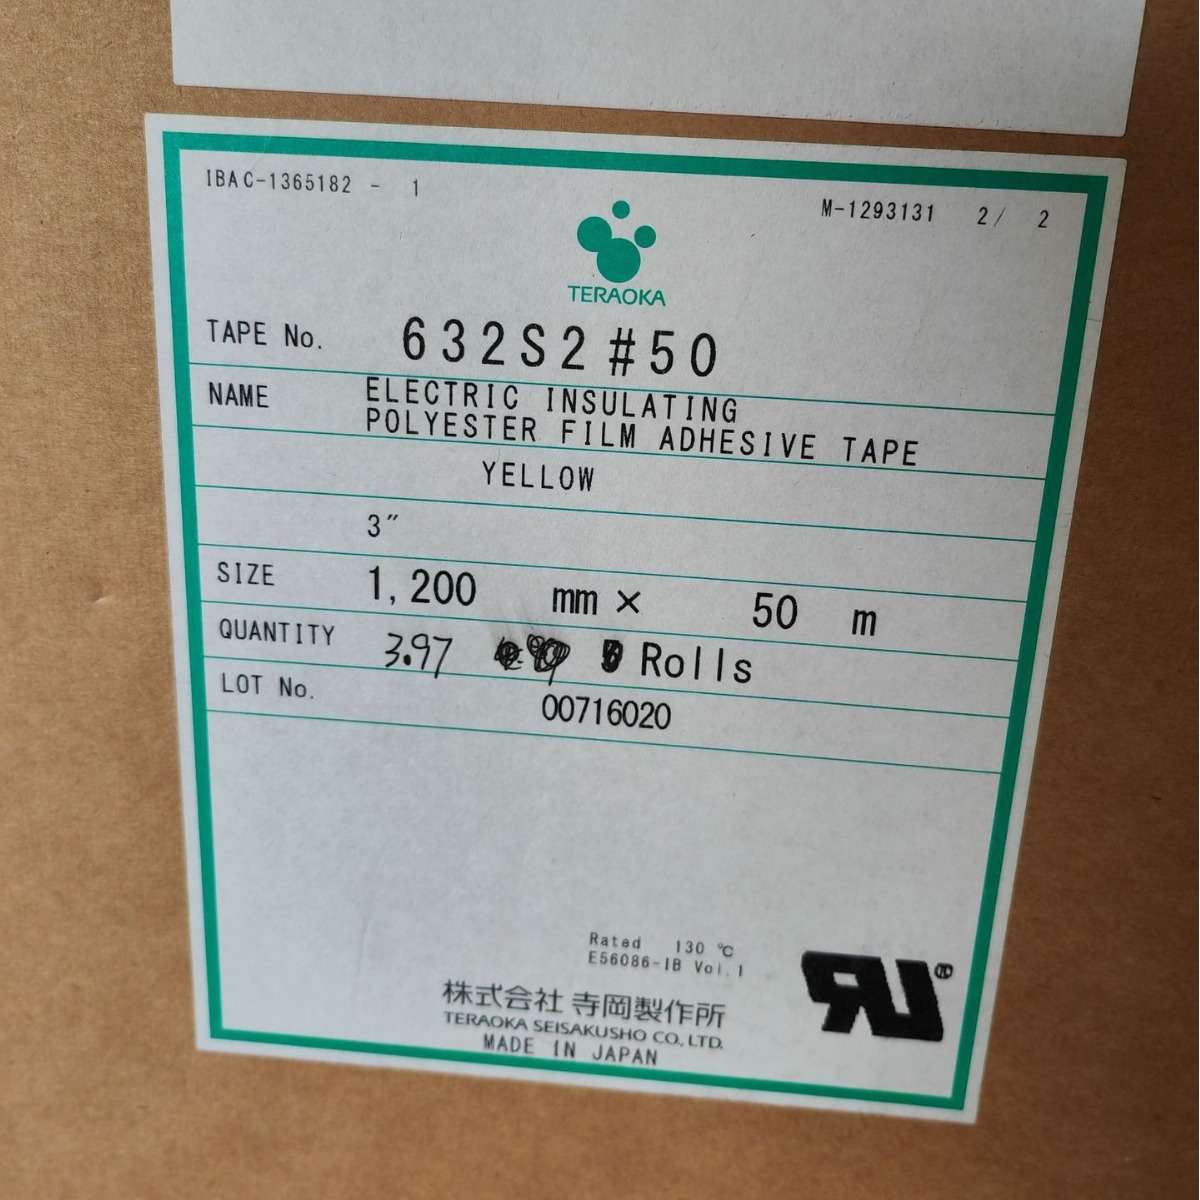 IBAC-1365182 - 1
M-1293131 2/ 2
TERAOKA
TAPE No. 632S2#50
NAME ELECTRIC INSULATING
POLYESTER FILM ADHESIVE TAPE
YELLOW
3″
SIZE 1,200 mm × 50 m
QUANTITY 3.97 Rolls
LOT No. 00716020
Rated 130 ℃
E56086-IB Vol.1
株式会社 寺岡製作所
TERAOKA SEISAKUSHO CO., LTD.
MADE IN JAPAN